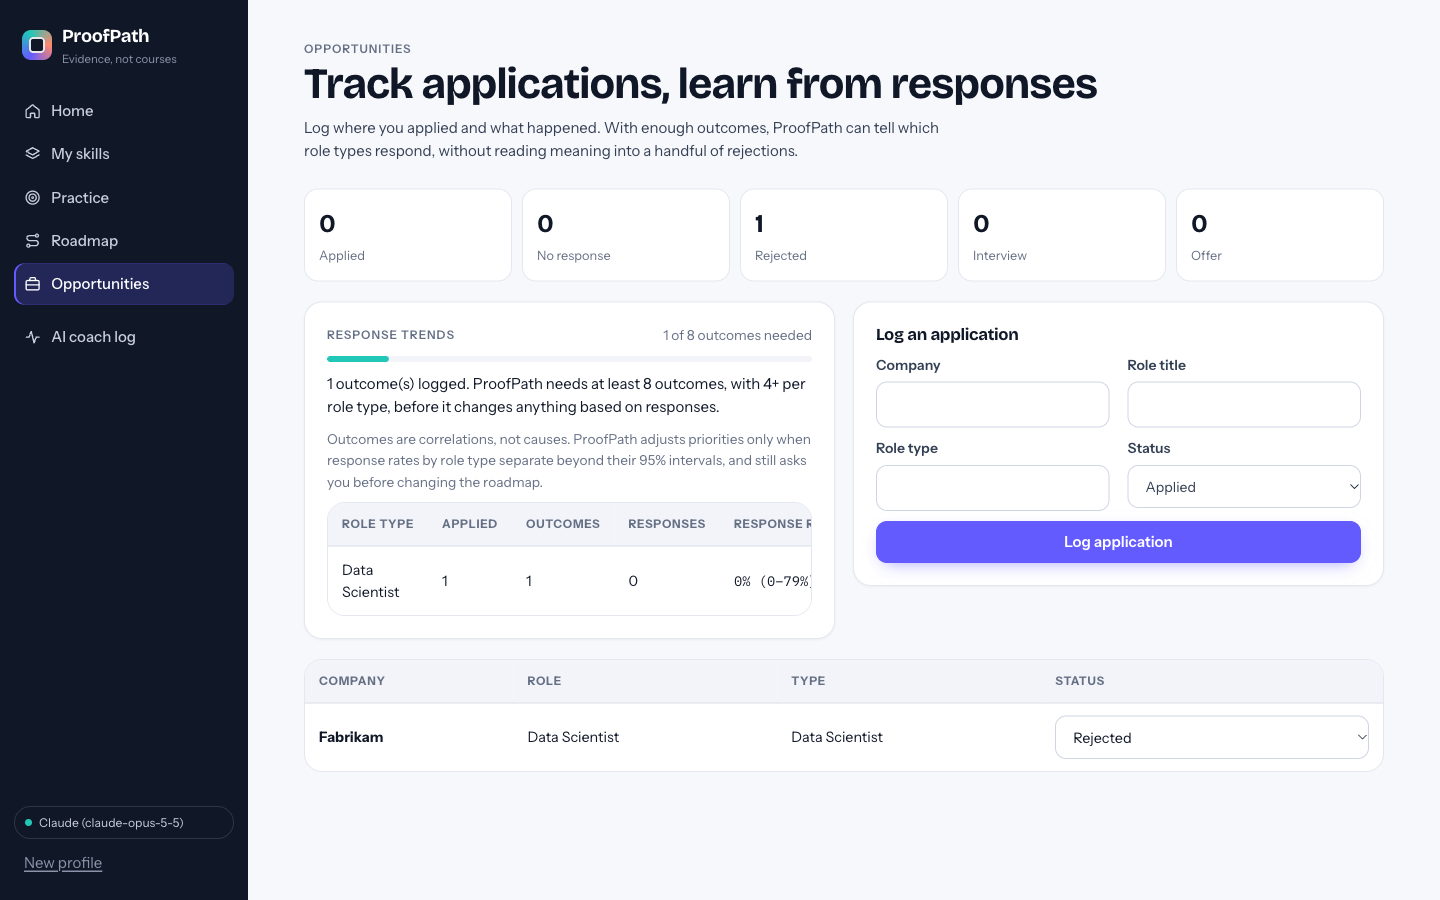 ProofPath
Evidence, not courses
Home
My skills
Practice
Roadmap
Opportunities
AI coach log
Claude (claude-opus-5-5)
New profile
OPPORTUNITIES
Track applications, learn from responses
Log where you applied and what happened. With enough outcomes, ProofPath can tell which
role types respond, without reading meaning into a handful of rejections.
0
Applied
0
No response
1
Rejected
0
Interview
0
Offer
RESPONSE TRENDS
1 of 8 outcomes needed
1 outcome(s) logged. ProofPath needs at least 8 outcomes, with 4+ per
role type, before it changes anything based on responses.
Outcomes are correlations, not causes. ProofPath adjusts priorities only when
response rates by role type separate beyond their 95% intervals, and still asks
you before changing the roadmap.
ROLE TYPE APPLIED OUTCOMES RESPONSES RESPONSE
Data
Scientist
1 1 0 0% (0–79%)
Log an application
Company
Role title
Role type
Status
Applied
Log application
COMPANY ROLE TYPE STATUS
Fabrikam Data Scientist Data Scientist Rejected